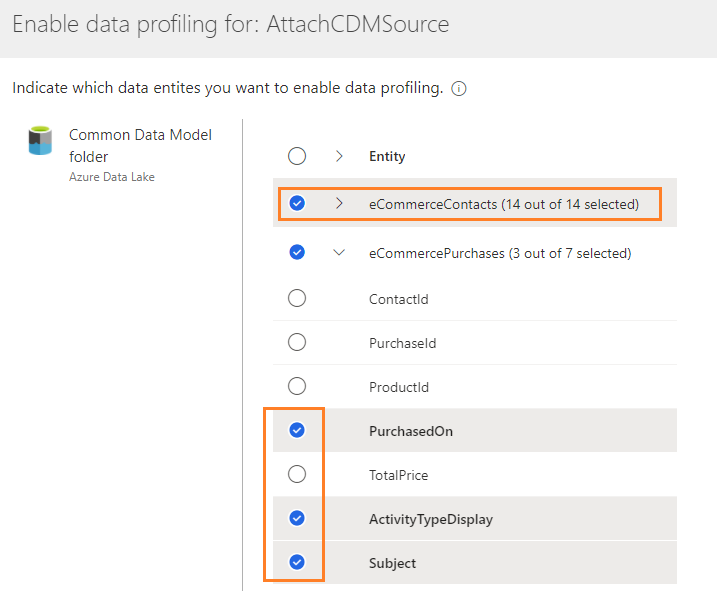 Enable data profiling for: AttachCDMSource
Indicate which data entites you want to enable data profiling.
Common Data Model
folder
Azure Data Lake
Entity
eCommerceContacts (14 out of 14 selected)
eCommercePurchases (3 out of 7 selected)
ContactId
PurchaseId
ProductId
PurchasedOn
TotalPrice
ActivityTypeDisplay
Subject